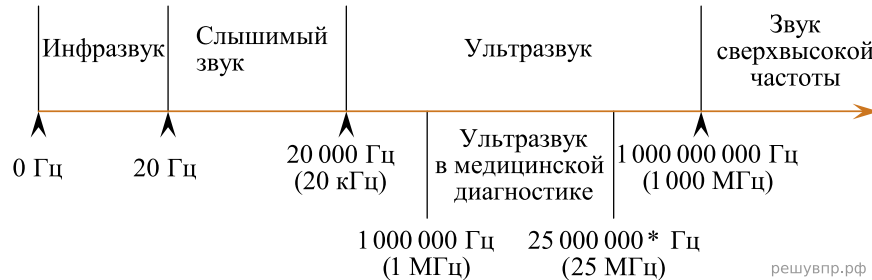 Инфразвук
Слышимый
звук
Ультразвук
Звук
сверхвысокой
частоты
0 Гц
20 Гц
20 000 Гц
(20 кГц)
Ультразвук
в медицинской
диагностике
1 000 000 000 Гц
(1 000 МГц)
1 000 000 Гц
(1 МГц)
25 000 000* Гц
(25 МГц)
решувпр.рф